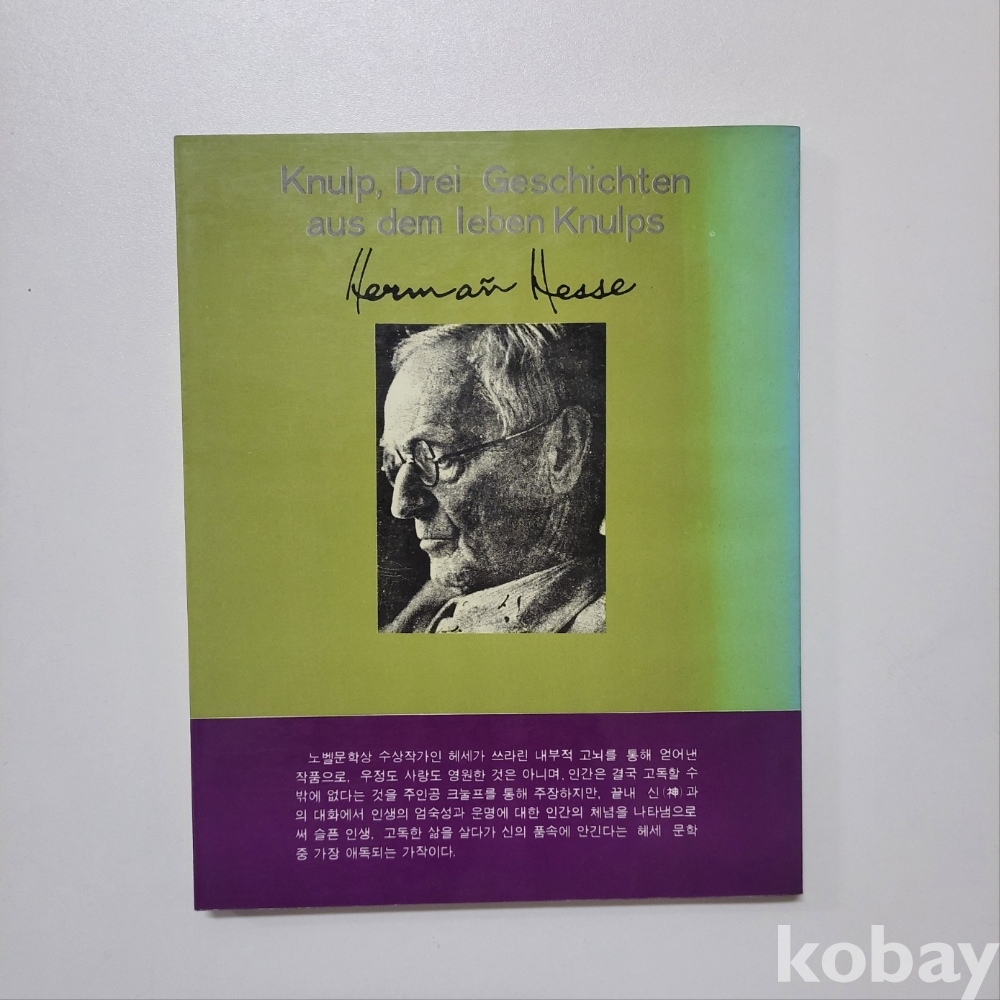 Knulp, Drei Geschichten
aus dem leben Knulps
Hermañ Hesse
노벨문학상 수상작가인 헤세가 쓰라린 내부적 고뇌를 통해 얻어낸
작품으로, 우정도 사랑도 영원한 것은 아니며, 인간은 결국 고독할 수
밖에 없다는 것을 주인공 크눌프를 통해 주장하지만, 끝내 신(神)과
의 대화에서 인생의 엄숙성과 운명에 대한 인간의 체념을 나타냄으로
써 슬픈 인생, 고독한 삶을 살다가 신의 품속에 안긴다는 헤세 문학
중 가장 애독되는 가작이다.
kobay